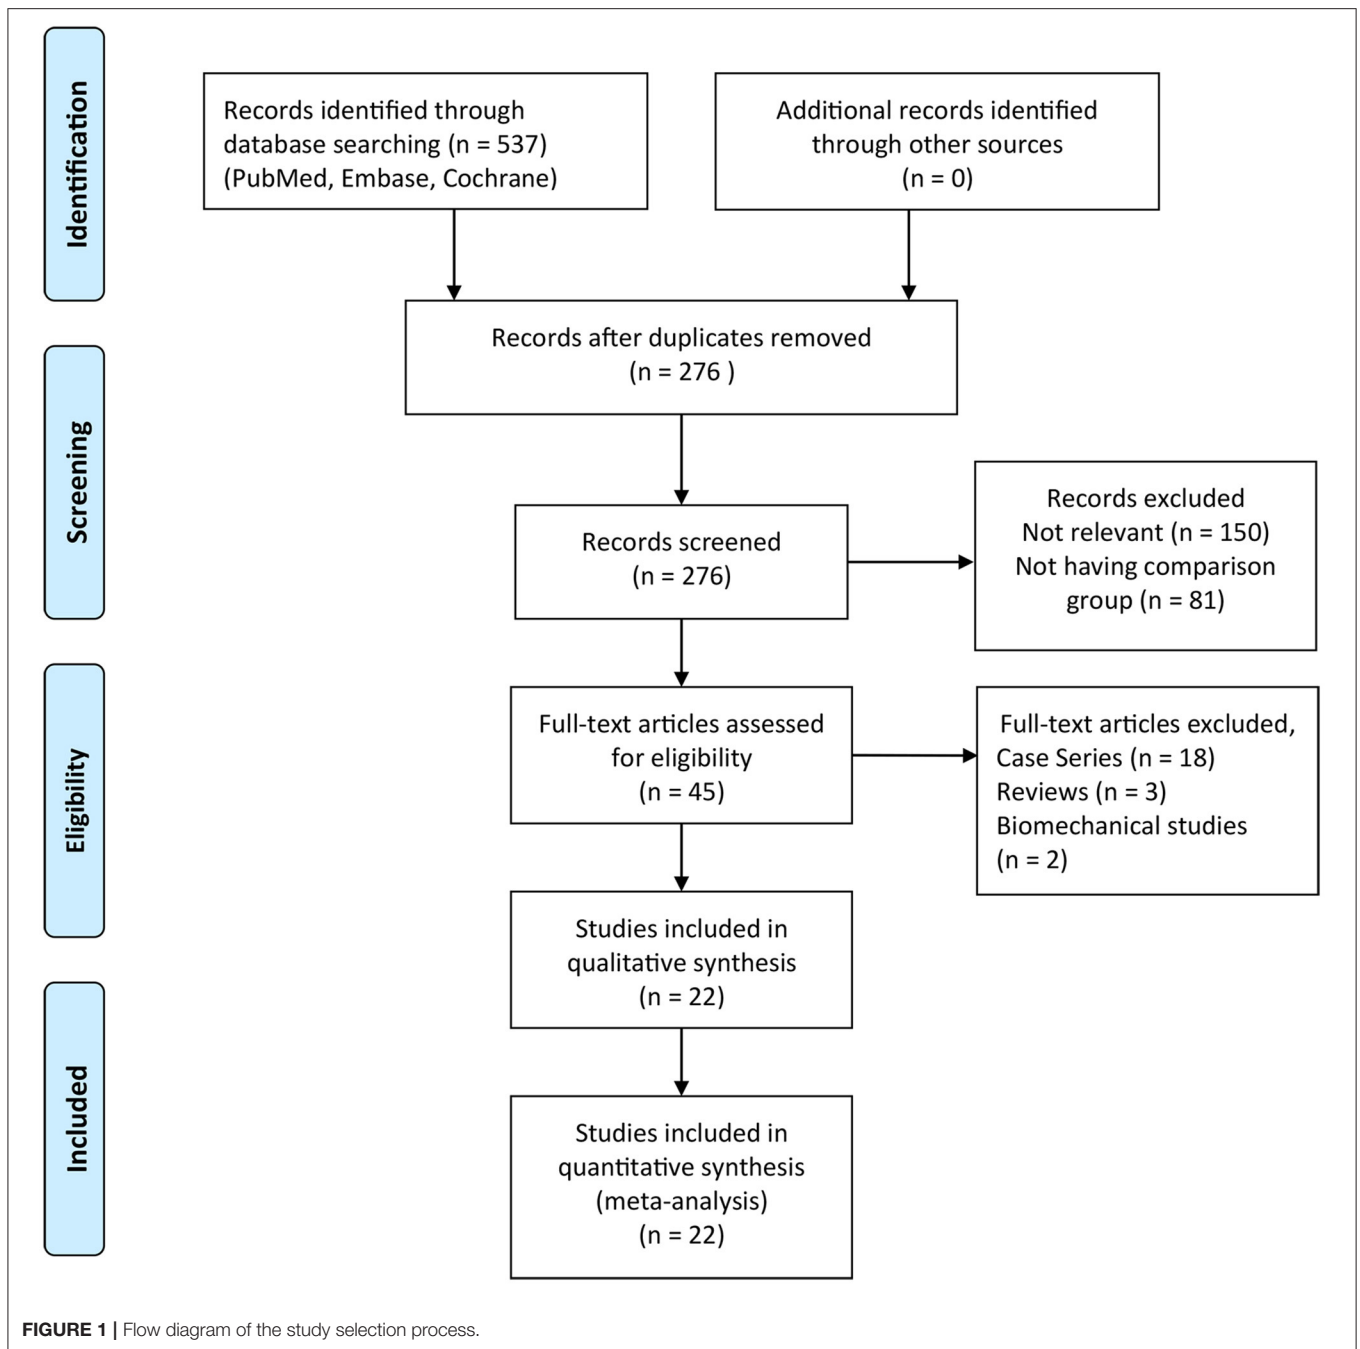 Identification
Records identified through
database searching (n = 537)
(PubMed, Embase, Cochrane)
Additional records identified
through other sources
(n = 0)
Records after duplicates removed
(n = 276 )
Screening
Records screened
(n = 276)
Records excluded
Not relevant (n = 150)
Not having comparison
group (n = 81)
Eligibility
Full-text articles assessed
for eligibility
(n = 45)
Full-text articles excluded,
Case Series (n = 18)
Reviews (n = 3)
Biomechanical studies
(n = 2)
Studies included in
qualitative synthesis
(n = 22)
Included
Studies included in
quantitative synthesis
(meta-analysis)
(n = 22)
FIGURE 1 | Flow diagram of the study selection process.